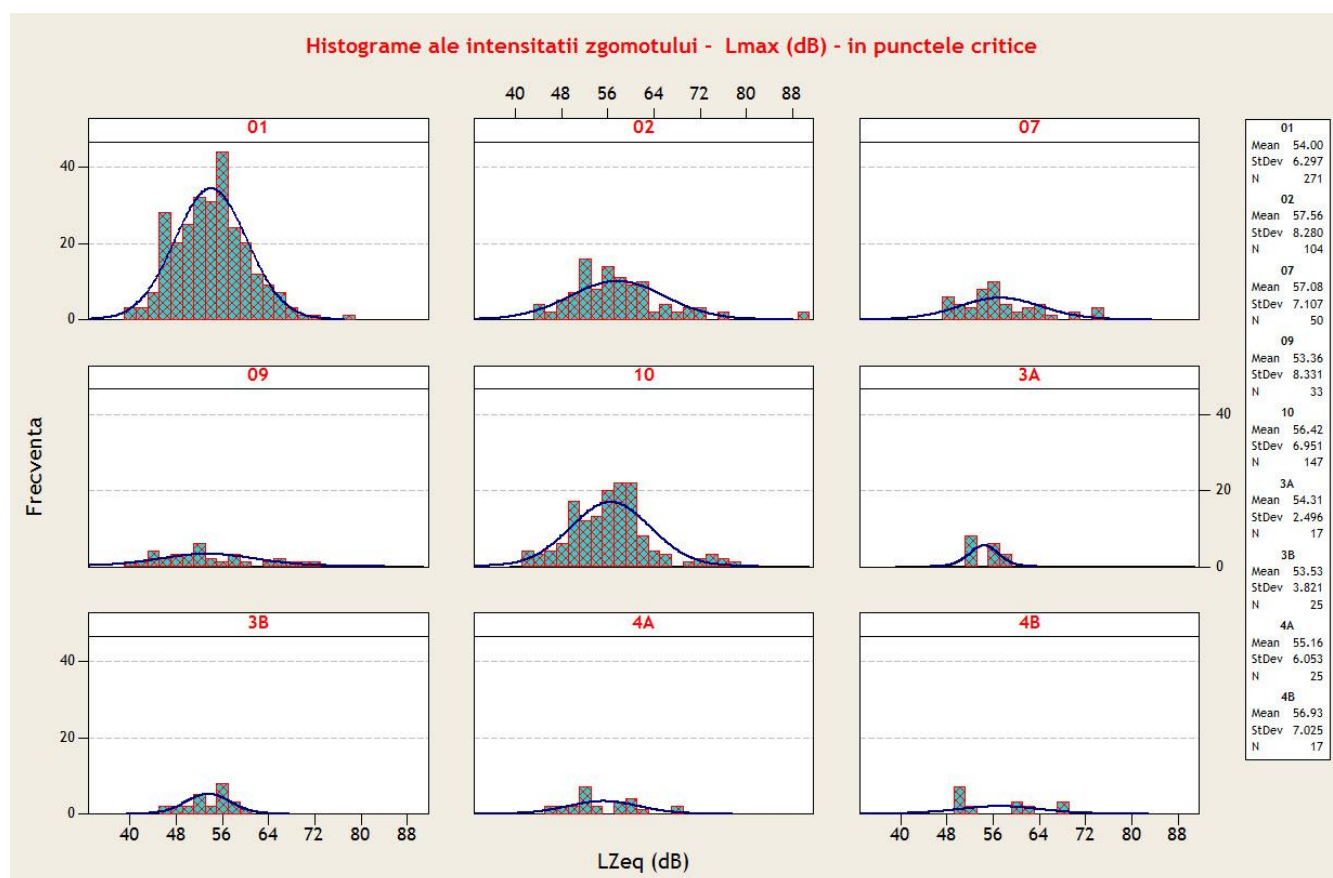 Histograme ale intensitatii zgomotului - Lmax (dB) - in punctele critice
40 48 56 64 72 80 88
01 02 07
40
20
0
09 10 3A
40
20
0
3B 4A 4B
40
20
0
40 48 56 64 72 80 88
40 48 56 64 72 80 88
Frecventa
LZeq (dB)
01
Mean 54.00
StDev 6.297
N 271
02
Mean 57.56
StDev 8.280
N 104
07
Mean 57.08
StDev 7.107
N 50
09
Mean 53.36
StDev 8.331
N 33
10
Mean 56.42
StDev 6.951
N 147
3A
Mean 54.31
StDev 2.496
N 17
3B
Mean 53.53
StDev 3.821
N 25
4A
Mean 55.16
StDev 6.053
N 25
4B
Mean 56.93
StDev 7.025
N 17